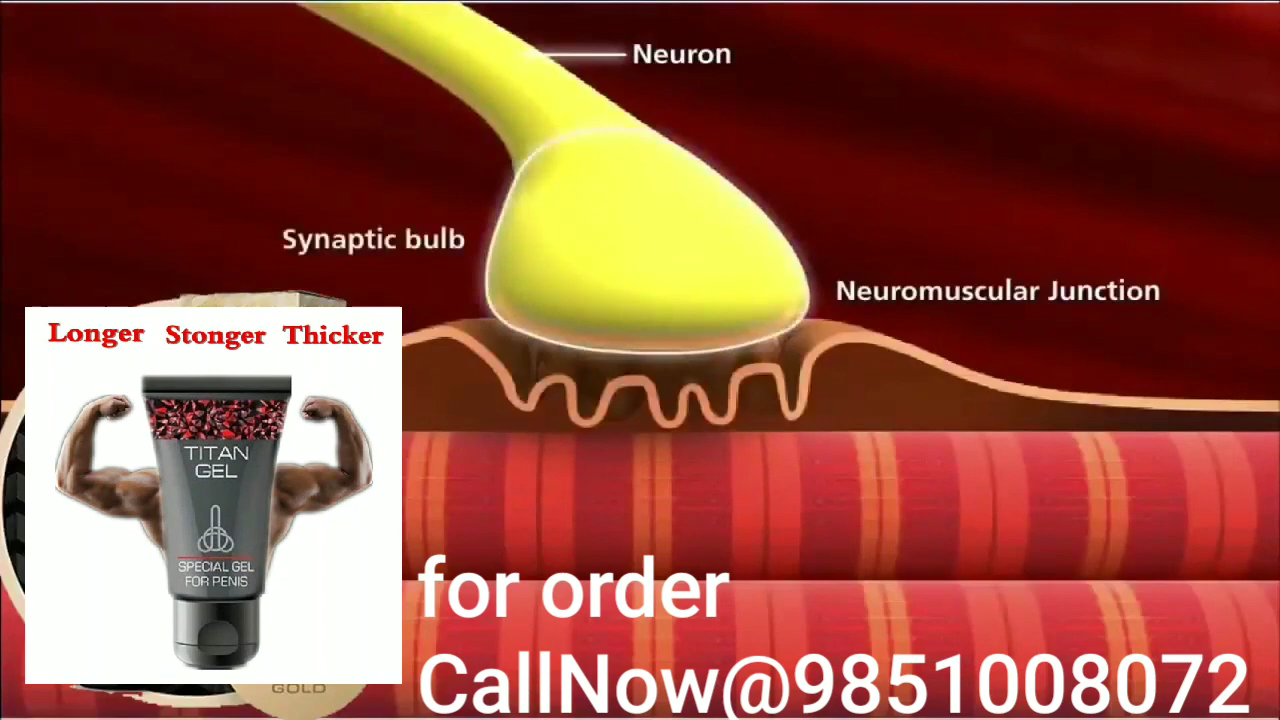 Neuron
Synaptic bulb
Neuromuscular Junction
Longer Stonger Thicker
TITAN
GEL
SPECIAL GEL
FOR PENIS
for order
CallNow@9851008072
GOLD